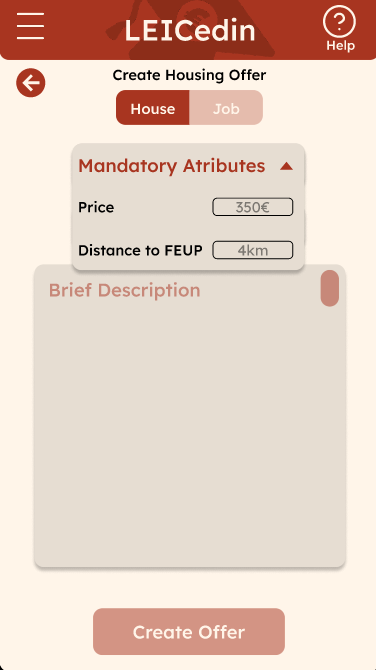 LEICedin
Help
Create Housing Offer
House Job
Mandatory Atributes
Price 350€
Distance to FEUP 4km
Brief Description
Create Offer